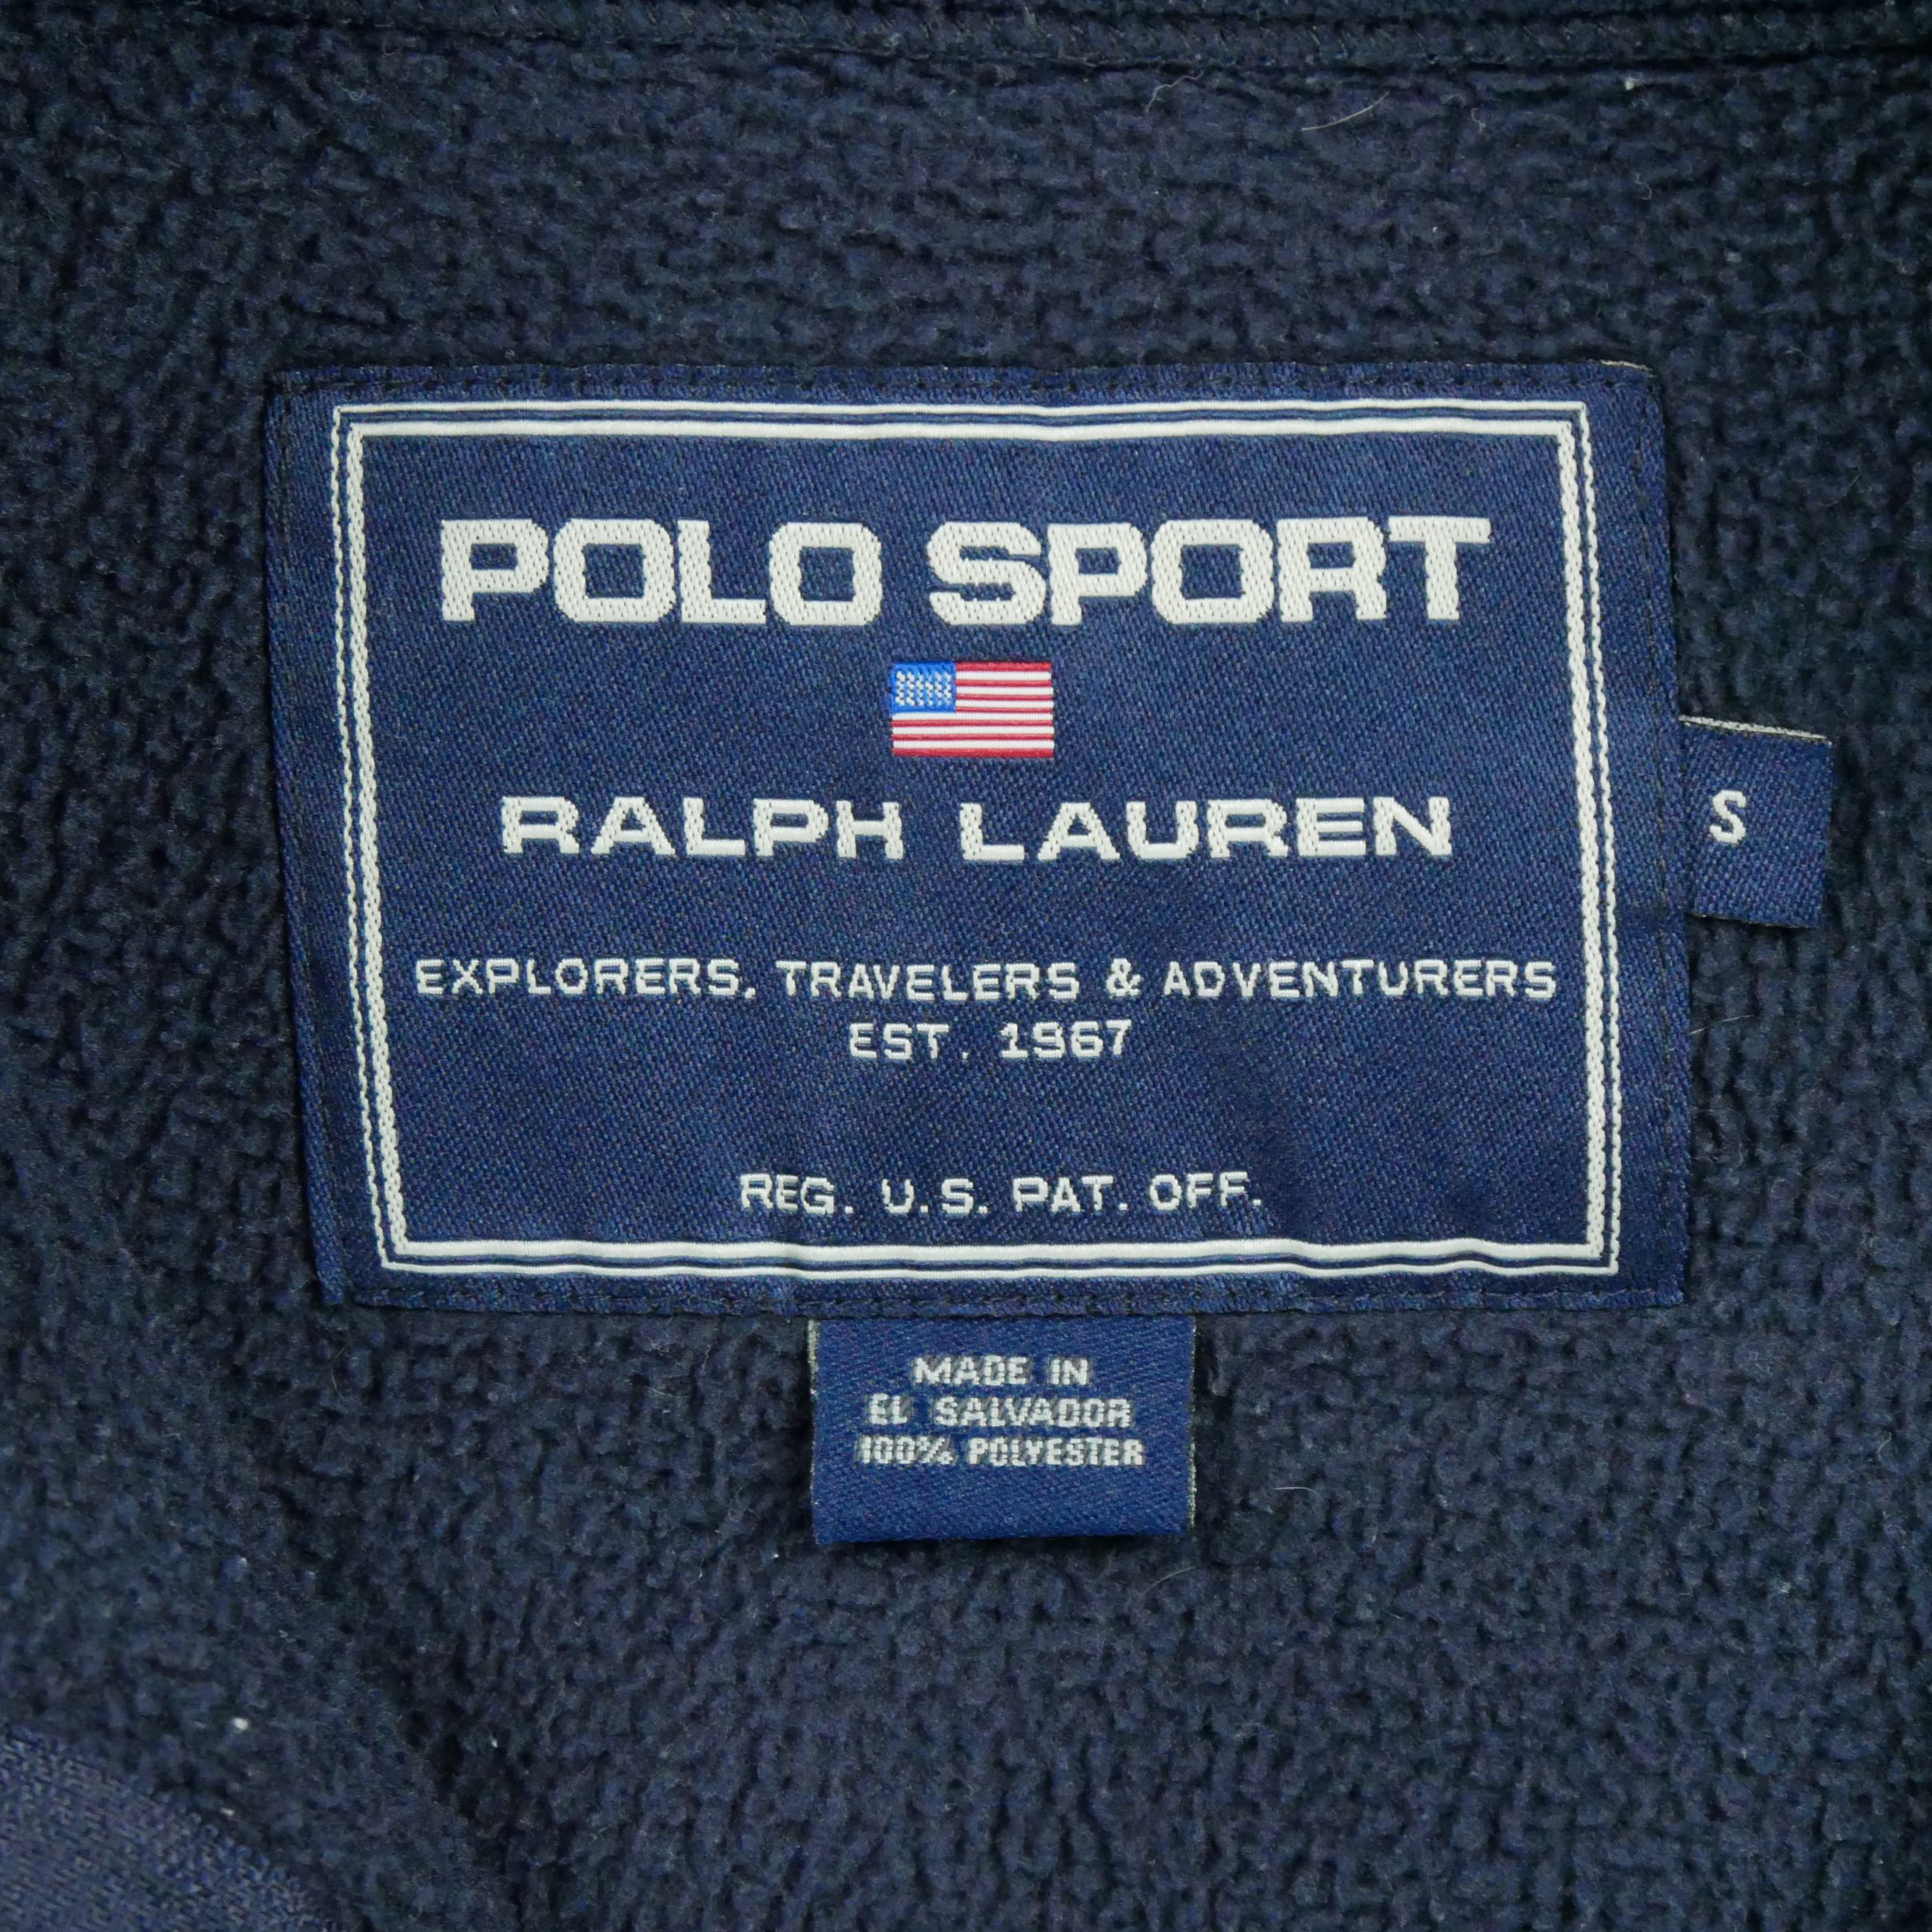 POLO SPORT
RALPH LAUREN
S
EXPLORERS, TRAVELERS & ADVENTURERS
EST. 1967
REG. U.S. PAT. OFF.
MADE IN
EL SALVADOR
100% POLYESTER